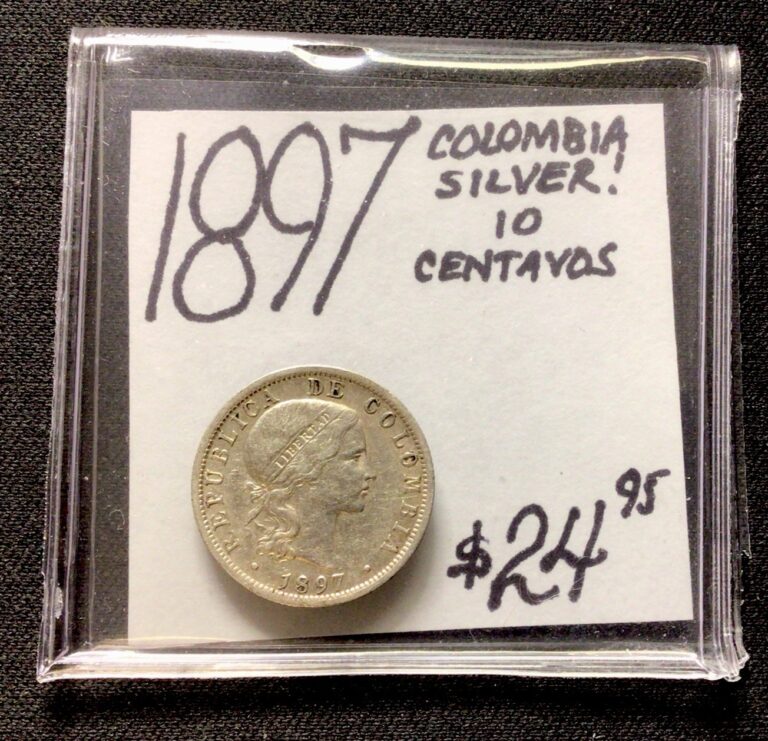 1897
COLOMBIA
SILVER!
10
CENTAVOS
REPUBLICA DE COLOMBIA
LIBERTAD
· 1897 ·
$24.95